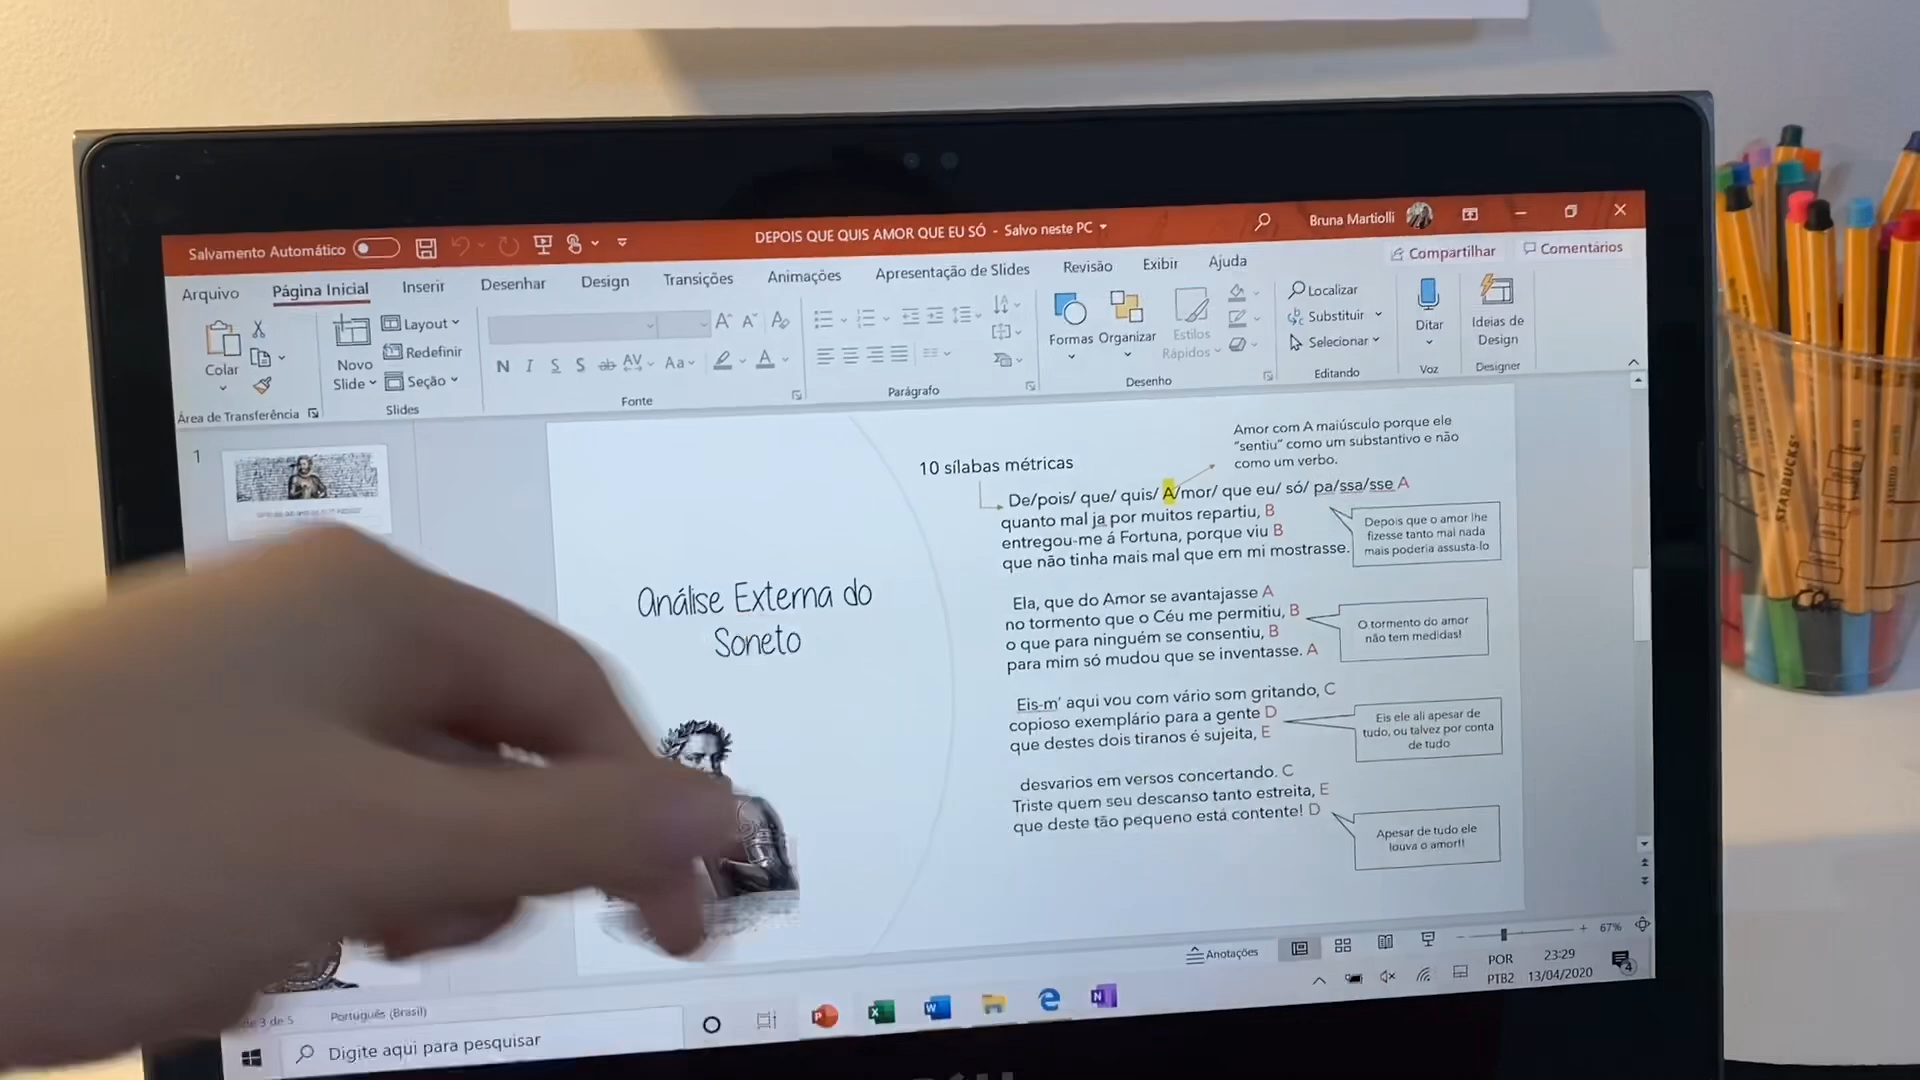 Salvamento Automático
DEPOIS QUE QUIS AMOR QUE EU SÓ - Salvo neste PC
Bruna Martiolli
Arquivo
Página Inicial
Inserir
Desenhar
Design
Transições
Animações
Apresentação de Slides
Revisão
Exibir
Ajuda
Compartilhar
Comentários
Colar
Novo
Slide
Layout
Redefinir
Seção
Área de Transferência
Slides
N I S S ab AV Aa A
Fonte
Parágrafo
Formas
Organizar
Estilos
Rápidos
Desenho
Localizar
Substituir
Selecionar
Editando
Ditar
Voz
Ideias de
Design
Designer
1
Análise Externa do
Soneto
10 sílabas métricas
Amor com A maiúsculo porque ele
“sentiu” como um substantivo e não
como um verbo.
De/pois/ que/ quis/ A/mor/ que eu/ só/ pa/ssa/sse A
quanto mal ja por muitos repartiu, B
entregou-me á Fortuna, porque viu B
que não tinha mais mal que em mi mostrasse.
Depois que o amor lhe
fizesse tanto mal nada
mais poderia assusta-lo
Ela, que do Amor se avantajasse A
no tormento que o Céu me permitiu, B
o que para ninguém se consentiu, B
para mim só mudou que se inventasse. A
O tormento do amor
não tem medidas!
Eis-m’ aqui vou com vário som gritando, C
copioso exemplário para a gente D
que destes dois tiranos é sujeita, E
Eis ele ali apesar de
tudo, ou talvez por conta
de tudo
desvarios em versos concertando. C
Triste quem seu descanso tanto estreita, E
que deste tão pequeno está contente! D
Apesar de tudo ele
louva o amor!!
de 3 de 5
Português (Brasil)
Anotações
67%
Digite aqui para pesquisar
POR
PTB2
23:29
13/04/2020
4
STARBUCKS